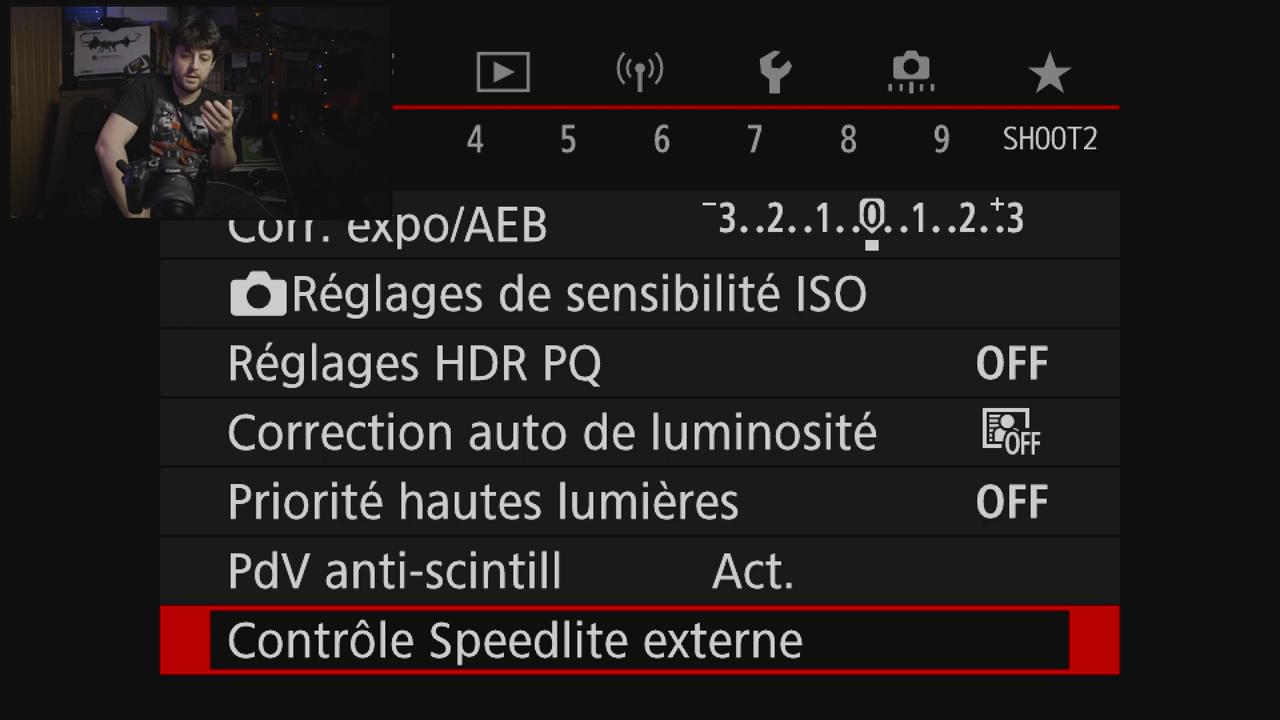 4 5 6 7 8 9 SHOOT2
Corr. expo/AEB −3..2..1..0..1..2..+3
Réglages de sensibilité ISO
Réglages HDR PQ OFF
Correction auto de luminosité OFF
Priorité hautes lumières OFF
PdV anti-scintill Act.
Contrôle Speedlite externe